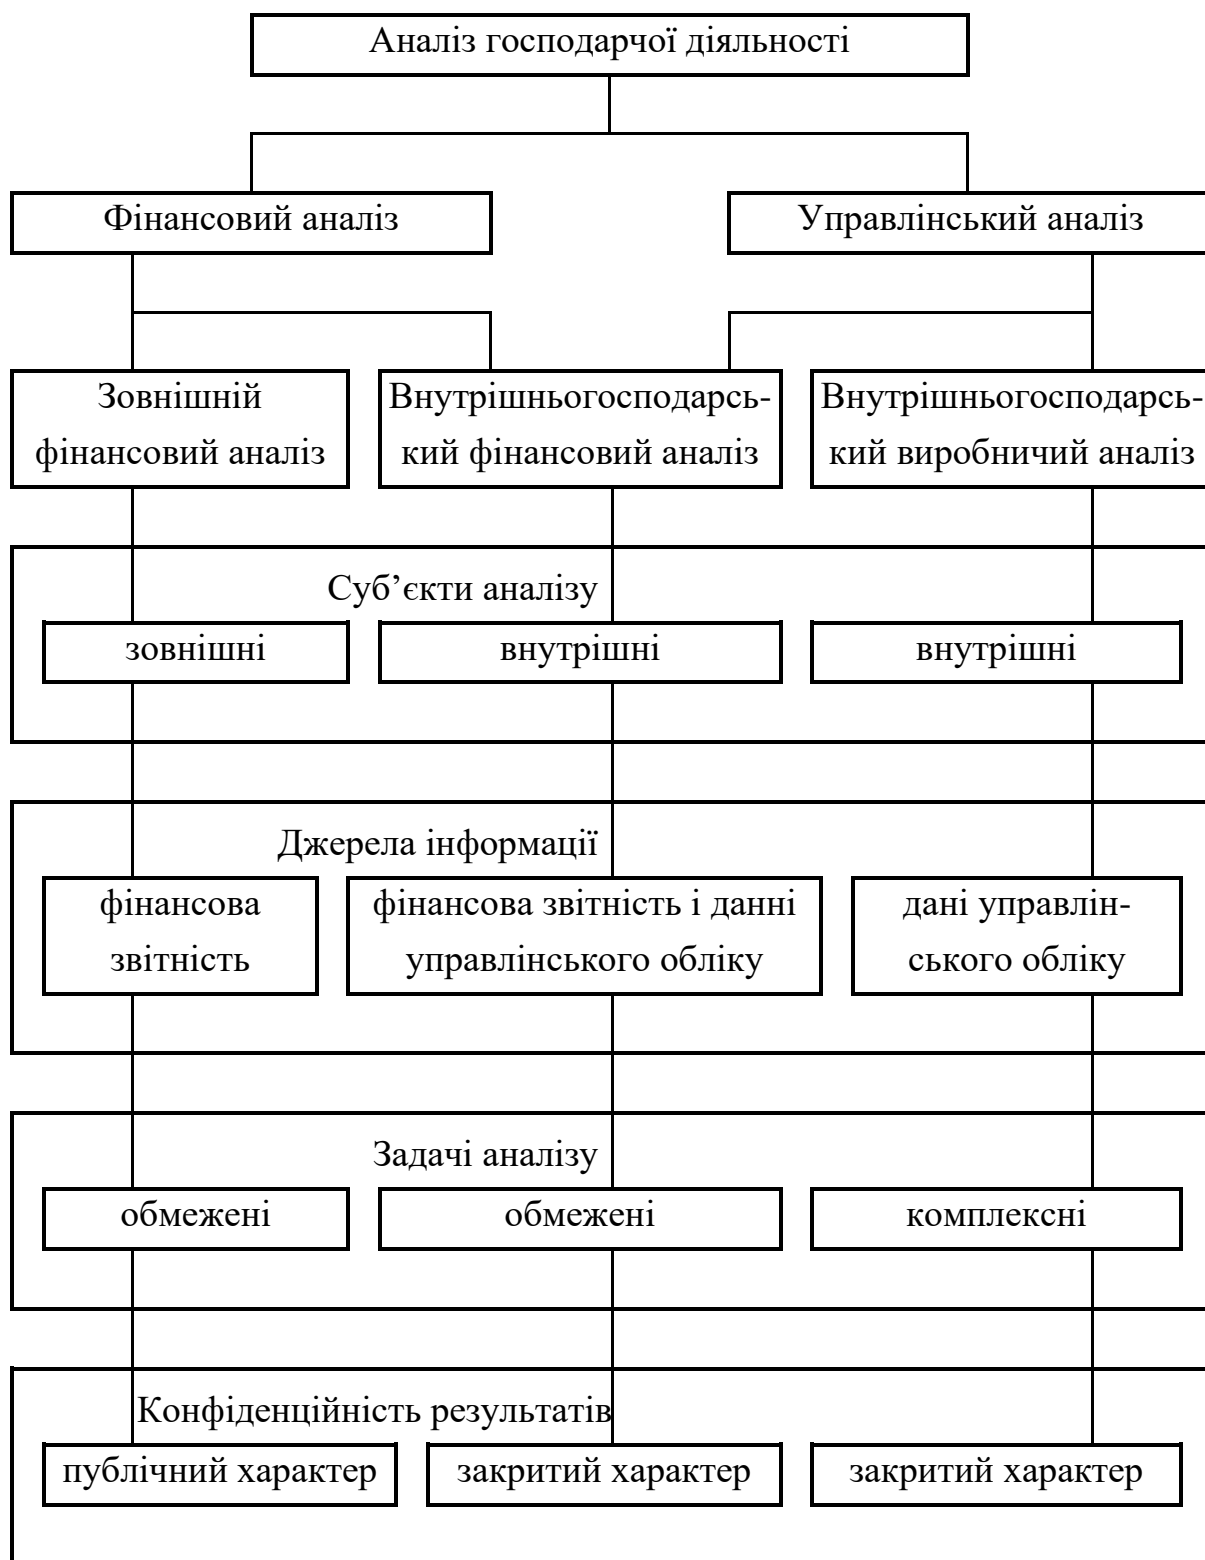 Аналіз господарчої діяльності
Фінансовий аналіз
Управлінський аналіз
Зовнішній
фінансовий аналіз
Внутрішньогосподарсь-
кий фінансовий аналіз
Внутрішньогосподарсь-
кий виробничий аналіз
Суб’єкти аналізу
зовнішні
внутрішні
внутрішні
Джерела інформації
фінансова
звітність
фінансова звітність і данні
управлінського обліку
дані управлін-
ського обліку
Задачі аналізу
обмежені
обмежені
комплексні
Конфіденційність результатів
публічний характер
закритий характер
закритий характер